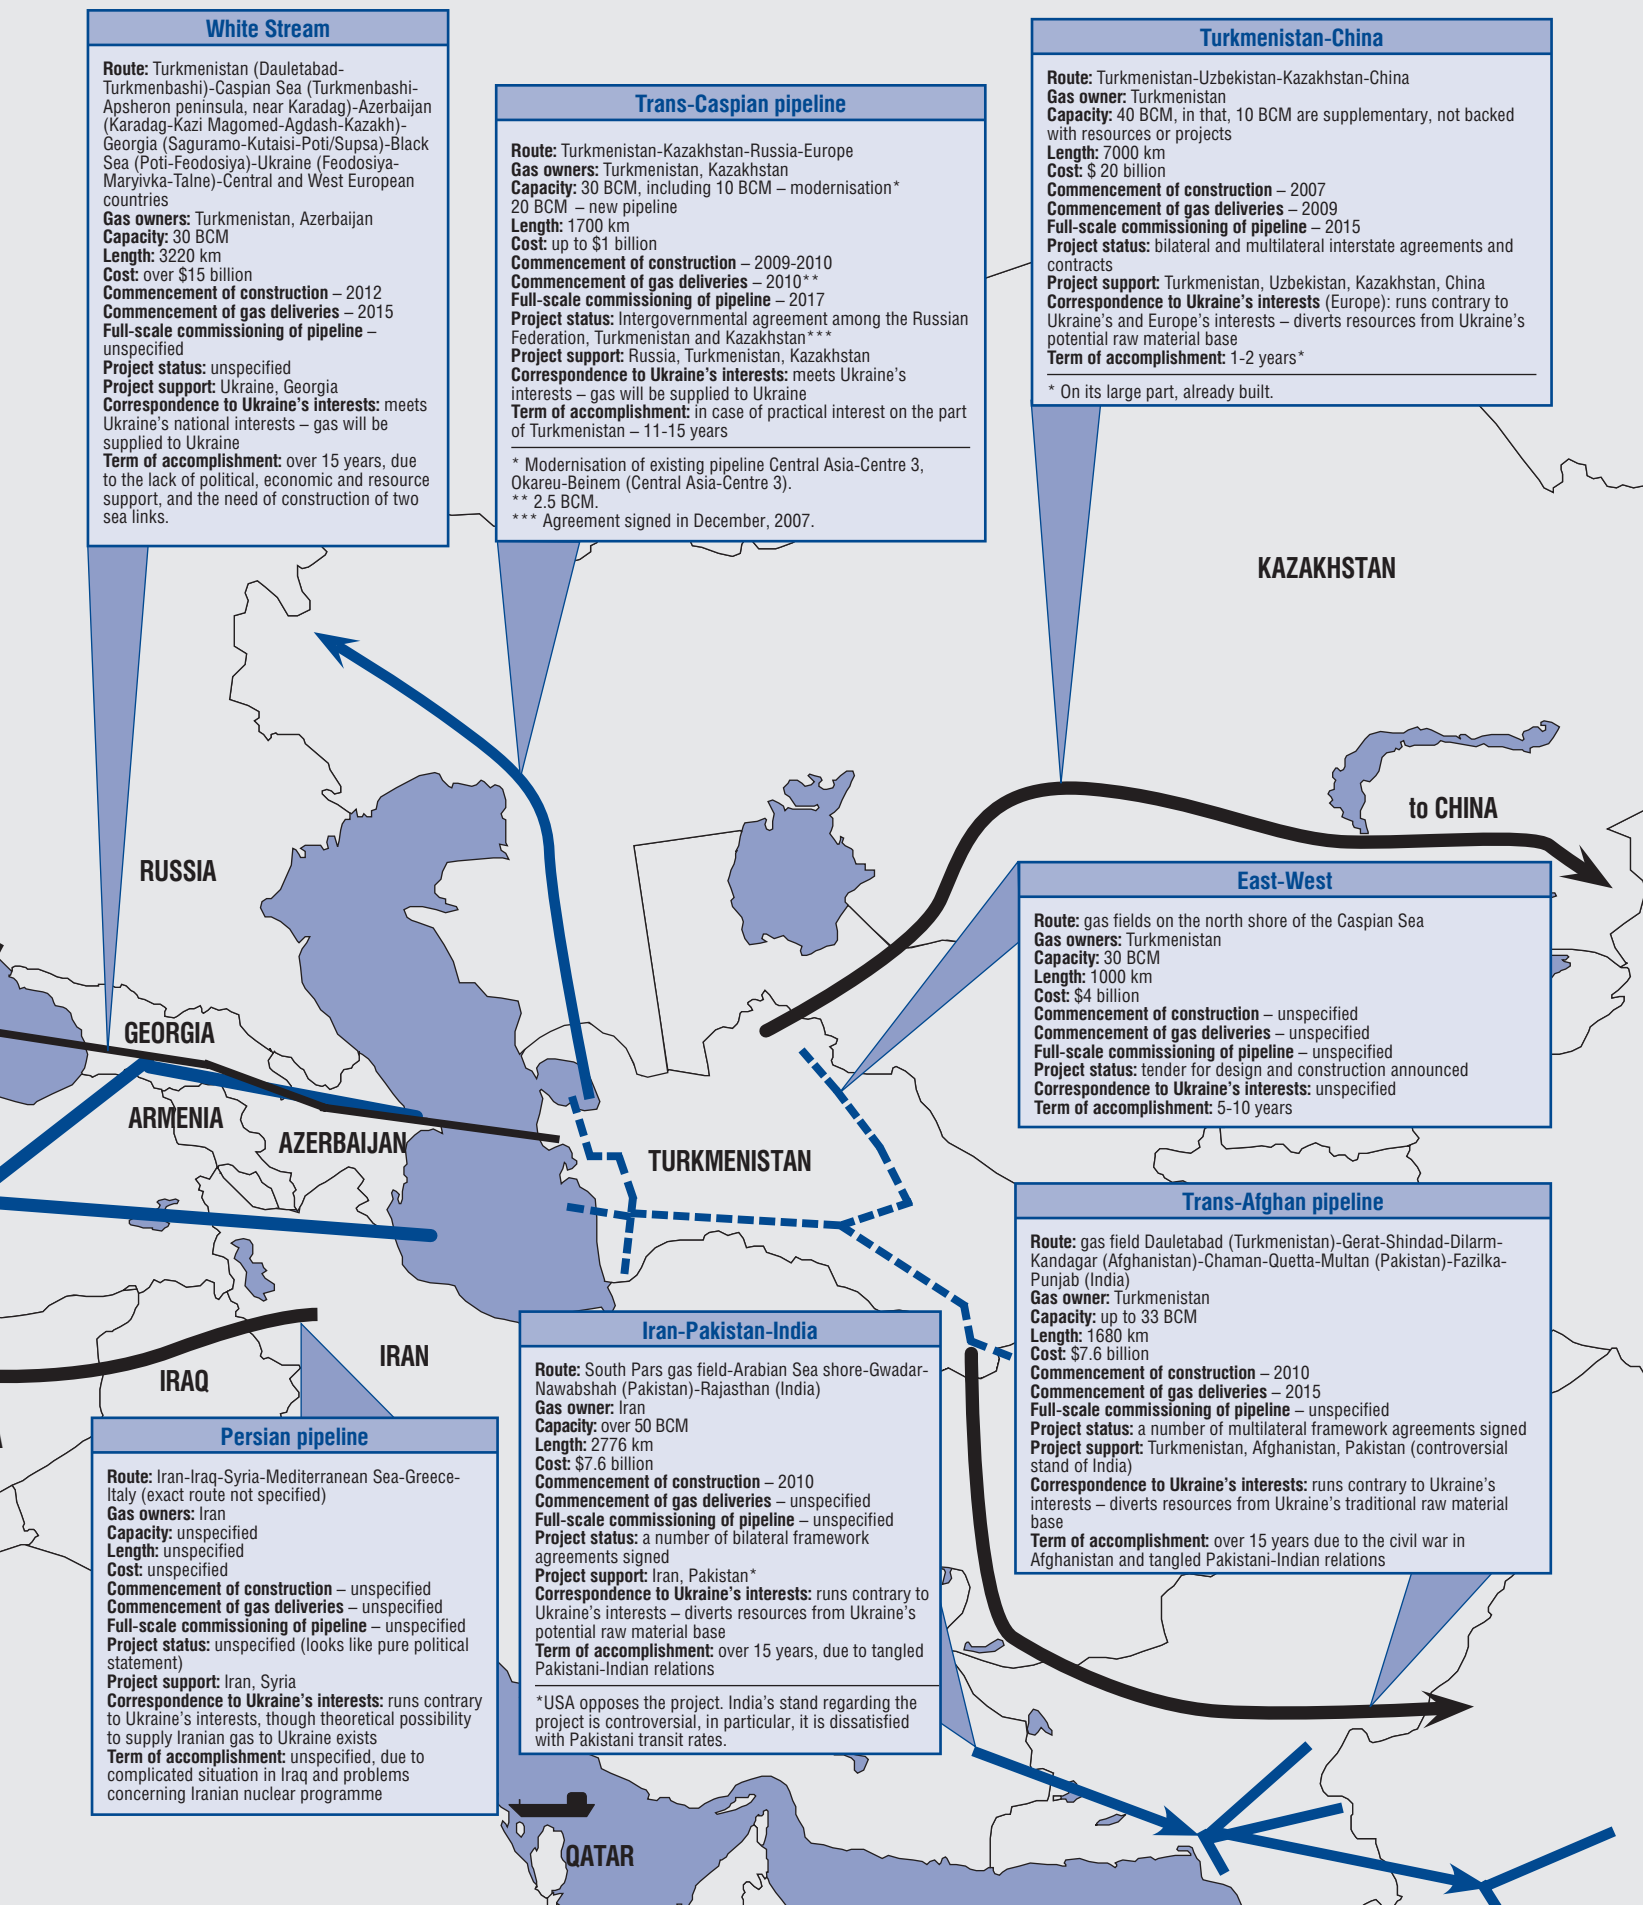 White Stream
Route: Turkmenistan (Dauletabad-
Turkmenbashi)-Caspian Sea (Turkmenbashi-
Apsheron peninsula, near Karadag)-Azerbaijan
(Karadag-Kazi Magomed-Agdash-Kazakh)-
Georgia (Saguramo-Kutaisi-Poti/Supsa)-Black
Sea (Poti-Feodosiya)-Ukraine (Feodosiya-
Maryivka-Talne)-Central and West European
countries
Gas owners: Turkmenistan, Azerbaijan
Capacity: 30 BCM
Length: 3220 km
Cost: over $15 billion
Commencement of construction – 2012
Commencement of gas deliveries – 2015
Full-scale commissioning of pipeline –
unspecified
Project status: unspecified
Project support: Ukraine, Georgia
Correspondence to Ukraine's interests: meets
Ukraine's national interests – gas will be
supplied to Ukraine
Term of accomplishment: over 15 years, due
to the lack of political, economic and resource
support, and the need of construction of two
sea links.
Trans-Caspian pipeline
Route: Turkmenistan-Kazakhstan-Russia-Europe
Gas owners: Turkmenistan, Kazakhstan
Capacity: 30 BCM, including 10 BCM – modernisation*
20 BCM – new pipeline
Length: 1700 km
Cost: up to $1 billion
Commencement of construction – 2009-2010
Commencement of gas deliveries – 2010**
Full-scale commissioning of pipeline – 2017
Project status: Intergovernmental agreement among the Russian
Federation, Turkmenistan and Kazakhstan***
Project support: Russia, Turkmenistan, Kazakhstan
Correspondence to Ukraine's interests: meets Ukraine's
interests – gas will be supplied to Ukraine
Term of accomplishment: in case of practical interest on the part
of Turkmenistan – 11-15 years
* Modernisation of existing pipeline Central Asia-Centre 3,
Okareu-Beinem (Central Asia-Centre 3).
** 2.5 BCM.
*** Agreement signed in December, 2007.
Turkmenistan-China
Route: Turkmenistan-Uzbekistan-Kazakhstan-China
Gas owner: Turkmenistan
Capacity: 40 BCM, in that, 10 BCM are supplementary, not backed
with resources or projects
Length: 7000 km
Cost: $ 20 billion
Commencement of construction – 2007
Commencement of gas deliveries – 2009
Full-scale commissioning of pipeline – 2015
Project status: bilateral and multilateral interstate agreements and
contracts
Project support: Turkmenistan, Uzbekistan, Kazakhstan, China
Correspondence to Ukraine's interests (Europe): runs contrary to
Ukraine's and Europe's interests – diverts resources from Ukraine's
potential raw material base
Term of accomplishment: 1-2 years*
* On its large part, already built.
KAZAKHSTAN
to CHINA
RUSSIA
GEORGIA
ARMENIA
AZERBAIJAN
TURKMENISTAN
East-West
Route: gas fields on the north shore of the Caspian Sea
Gas owners: Turkmenistan
Capacity: 30 BCM
Length: 1000 km
Cost: $4 billion
Commencement of construction – unspecified
Commencement of gas deliveries – unspecified
Full-scale commissioning of pipeline – unspecified
Project status: tender for design and construction announced
Correspondence to Ukraine's interests: unspecified
Term of accomplishment: 5-10 years
Trans-Afghan pipeline
Route: gas field Dauletabad (Turkmenistan)-Gerat-Shindad-Dilarm-
Kandagar (Afghanistan)-Chaman-Quetta-Multan (Pakistan)-Fazilka-
Punjab (India)
Gas owner: Turkmenistan
Capacity: up to 33 BCM
Length: 1680 km
Cost: $7.6 billion
Commencement of construction – 2010
Commencement of gas deliveries – 2015
Full-scale commissioning of pipeline – unspecified
Project status: a number of multilateral framework agreements signed
Project support: Turkmenistan, Afghanistan, Pakistan (controversial
stand of India)
Correspondence to Ukraine's interests: runs contrary to Ukraine's
interests – diverts resources from Ukraine's traditional raw material
base
Term of accomplishment: over 15 years due to the civil war in
Afghanistan and tangled Pakistani-Indian relations
IRAN
IRAQ
Iran-Pakistan-India
Route: South Pars gas field-Arabian Sea shore-Gwadar-
Nawabshah (Pakistan)-Rajasthan (India)
Gas owner: Iran
Capacity: over 50 BCM
Length: 2776 km
Cost: $7.6 billion
Commencement of construction – 2010
Commencement of gas deliveries – unspecified
Full-scale commissioning of pipeline – unspecified
Project status: a number of bilateral framework
agreements signed
Project support: Iran, Pakistan*
Correspondence to Ukraine's interests: runs contrary to
Ukraine's interests – diverts resources from Ukraine's
potential raw material base
Term of accomplishment: over 15 years, due to tangled
Pakistani-Indian relations
*USA opposes the project. India's stand regarding the
project is controversial, in particular, it is dissatisfied
with Pakistani transit rates.
Persian pipeline
Route: Iran-Iraq-Syria-Mediterranean Sea-Greece-
Italy (exact route not specified)
Gas owners: Iran
Capacity: unspecified
Length: unspecified
Cost: unspecified
Commencement of construction – unspecified
Commencement of gas deliveries – unspecified
Full-scale commissioning of pipeline – unspecified
Project status: unspecified (looks like pure political
statement)
Project support: Iran, Syria
Correspondence to Ukraine's interests: runs contrary
to Ukraine's interests, though theoretical possibility
to supply Iranian gas to Ukraine exists
Term of accomplishment: unspecified, due to
complicated situation in Iraq and problems
concerning Iranian nuclear programme
QATAR